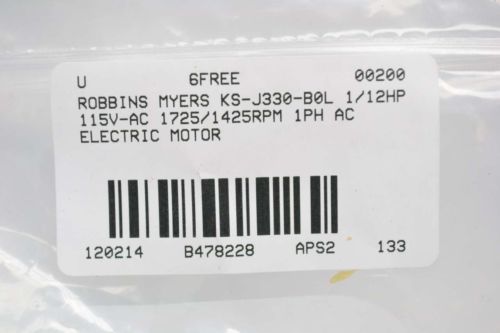 U 6FREE 00200
ROBBINS MYERS KS-J330-B0L 1/12HP
115V-AC 1725/1425RPM 1PH AC
ELECTRIC MOTOR
120214 B478228 APS2 133